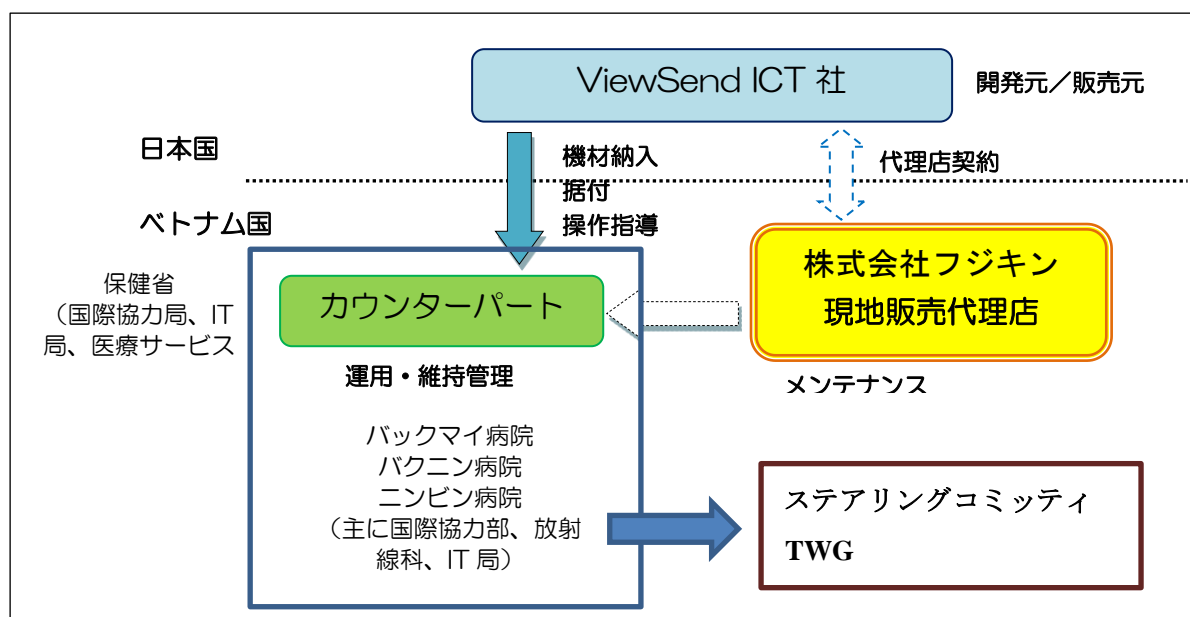 ViewSend ICT 社
開発元／販売元
日本国
機材納入
据付
操作指導
代理店契約
ベトナム国
保健省
（国際協力局、IT
局、医療サービス
カウンターパート
株式会社フジキン
現地販売代理店
運用・維持管理
メンテナンス
バックマイ病院
バクニン病院
ニンビン病院
（主に国際協力部、放射
線科、IT 局）
ステアリングコミッティ
TWG